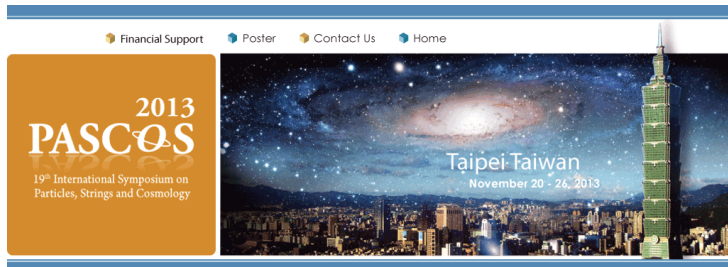 Financial Support Poster Contact Us Home
2013
PASCOS
19th International Symposium on
Particles, Strings and Cosmology
Taipei Taiwan
November 20 - 26, 2013